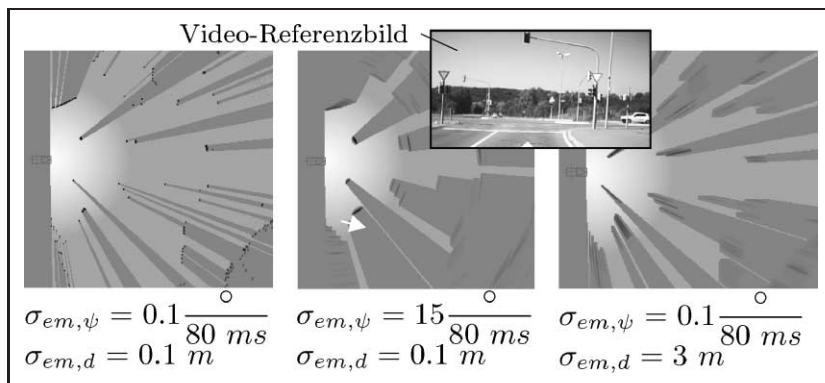 Video-Referenzbild
σ_{em,ψ} = 0.1 °/80 ms
σ_{em,d} = 0.1 m
σ_{em,ψ} = 15 °/80 ms
σ_{em,d} = 0.1 m
σ_{em,ψ} = 0.1 °/80 ms
σ_{em,d} = 3 m